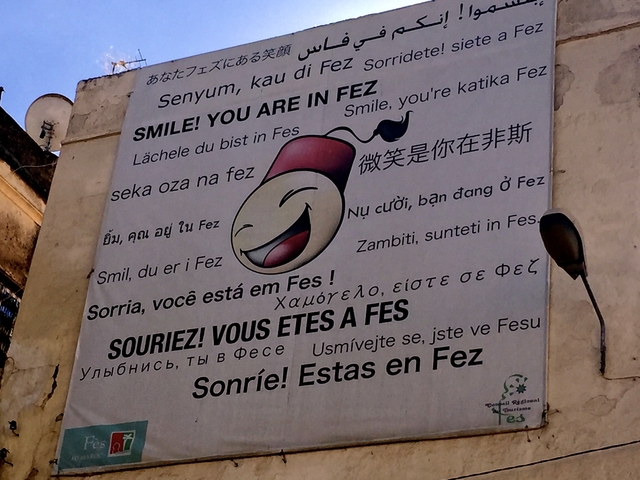 ابتسموا! إنكم في فاس
あなたフェズにある笑顔
Senyum, kau di Fez
Sorridete! siete a Fez
SMILE! YOU ARE IN FEZ
Smile, you're katika Fez
Lächele du bist in Fes
微笑是你在非斯
seka oza na fez
Nụ cười, bạn đang ở Fez
ยิ้ม, คุณ อยู่ ใน Fez
Zambiti, sunteti in Fes.
Smil, du er i Fez
Χαμόγελο, είστε σε Φεζ
Sorria, você está em Fes !
SOURIEZ! VOUS ETES A FES
Улыбнись, ты в Фесе
Usmívejte se, jste ve Fesu
Sonríe! Estas en Fez
Conseil Régional
Tourisme
Fes
Fès